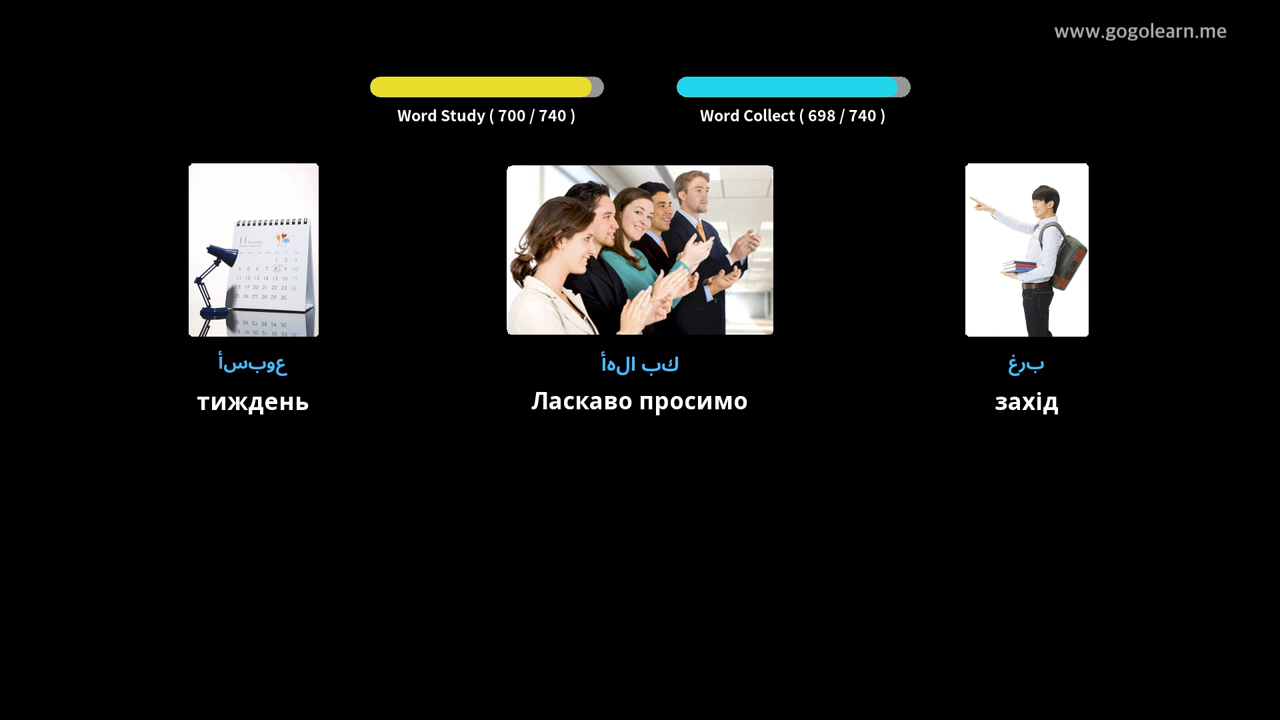 www.gogolearn.me
Word Study ( 700 / 740 )
Word Collect ( 698 / 740 )
عوبسأ
тиждень
كب الهأ
Ласкаво просимо
برغ
захід